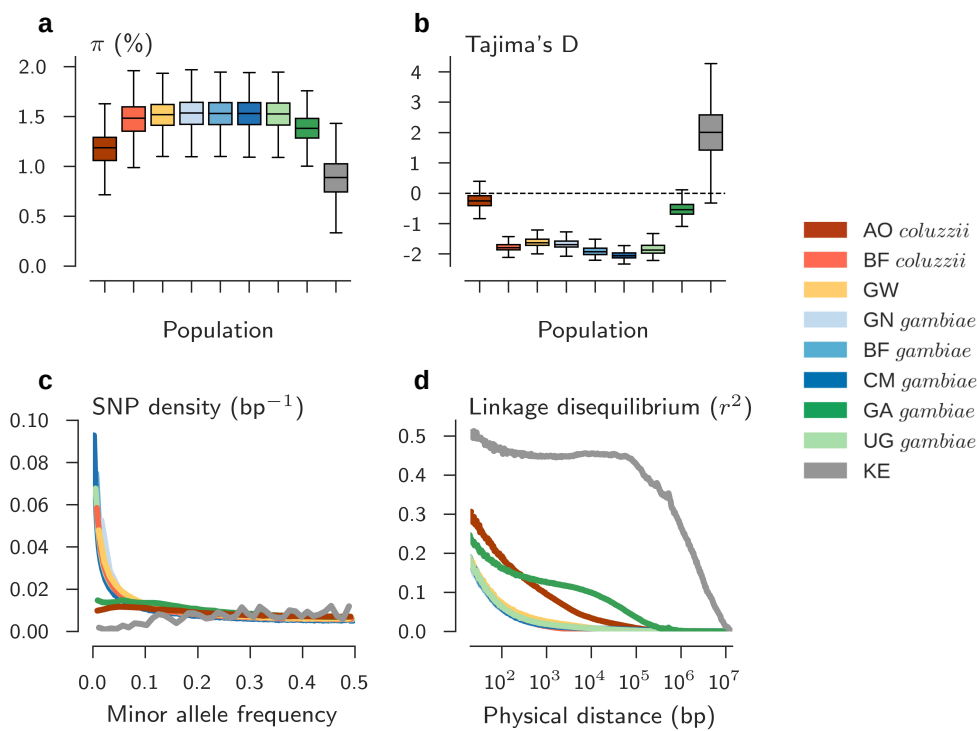 a
π (%)
2.0
1.5
1.0
0.5
0.0
Population
b
Tajima's D
4
3
2
1
0
-1
-2
Population
AO coluzzii
BF coluzzii
GW
GN gambiae
BF gambiae
CM gambiae
GA gambiae
UG gambiae
KE
c
SNP density (bp⁻¹)
0.10
0.08
0.06
0.04
0.02
0.00
0.0 0.1 0.2 0.3 0.4 0.5
Minor allele frequency
d
Linkage disequilibrium (r²)
0.5
0.4
0.3
0.2
0.1
0.0
10² 10³ 10⁴ 10⁵ 10⁶ 10⁷
Physical distance (bp)